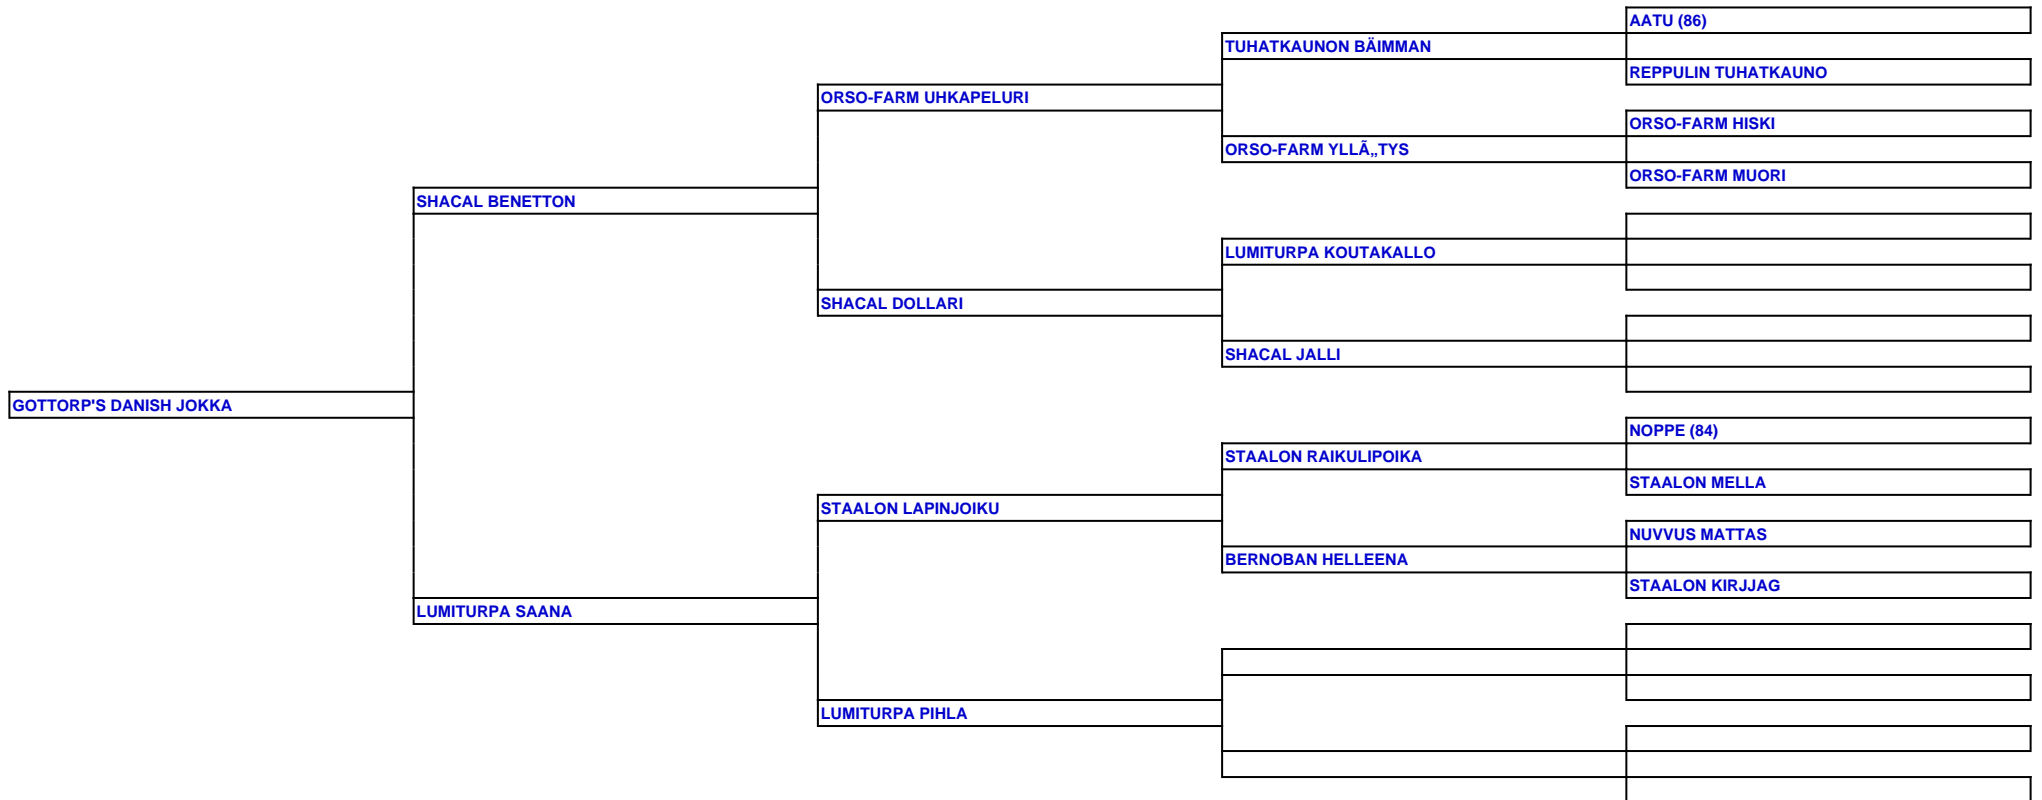 AATU (86)
TUHATKAUNON BÄIMMAN
REPPULIN TUHATKAUNO
ORSO-FARM UHKAPELURI
ORSO-FARM HISKI
ORSO-FARM YLLÃ„TYS
ORSO-FARM MUORI
SHACAL BENETTON
LUMITURPA KOUTAKALLO
SHACAL DOLLARI
SHACAL JALLI
GOTTORP'S DANISH JOKKA
NOPPE (84)
STAALON RAIKULIPOIKA
STAALON MELLA
STAALON LAPINJOIKU
NUVVUS MATTAS
BERNOBAN HELLEENA
STAALON KIRJJAG
LUMITURPA SAANA
LUMITURPA PIHLA